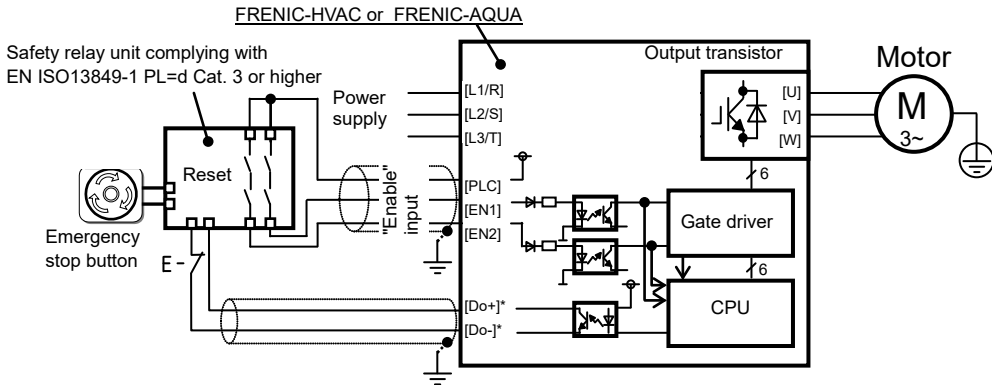 FRENIC-HVAC or FRENIC-AQUA
Safety relay unit complying with
EN ISO13849-1 PL=d Cat. 3 or higher
Output transistor
Motor
Power
supply
[L1/R]
[L2/S]
[L3/T]
[U]
[V]
[W]
M
3~
Reset
"Enable"
input
[PLC]
[EN1]
[EN2]
6
Gate driver
Emergency
stop button
E
6
CPU
[Do+]*
[Do-]*